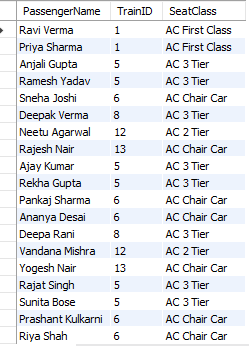 PassengerName TrainID SeatClass
Ravi Verma 1 AC First Class
Priya Sharma 1 AC First Class
Anjali Gupta 5 AC 3 Tier
Ramesh Yadav 5 AC 3 Tier
Sneha Joshi 6 AC Chair Car
Deepak Verma 8 AC 3 Tier
Neetu Agarwal 12 AC 2 Tier
Rajesh Nair 13 AC Chair Car
Ajay Kumar 5 AC 3 Tier
Rekha Gupta 5 AC 3 Tier
Pankaj Sharma 6 AC Chair Car
Ananya Desai 6 AC Chair Car
Deepa Rani 8 AC 3 Tier
Vandana Mishra 12 AC 2 Tier
Yogesh Nair 13 AC Chair Car
Rajat Singh 5 AC 3 Tier
Sunita Bose 5 AC 3 Tier
Prashant Kulkarni 6 AC Chair Car
Riya Shah 6 AC Chair Car